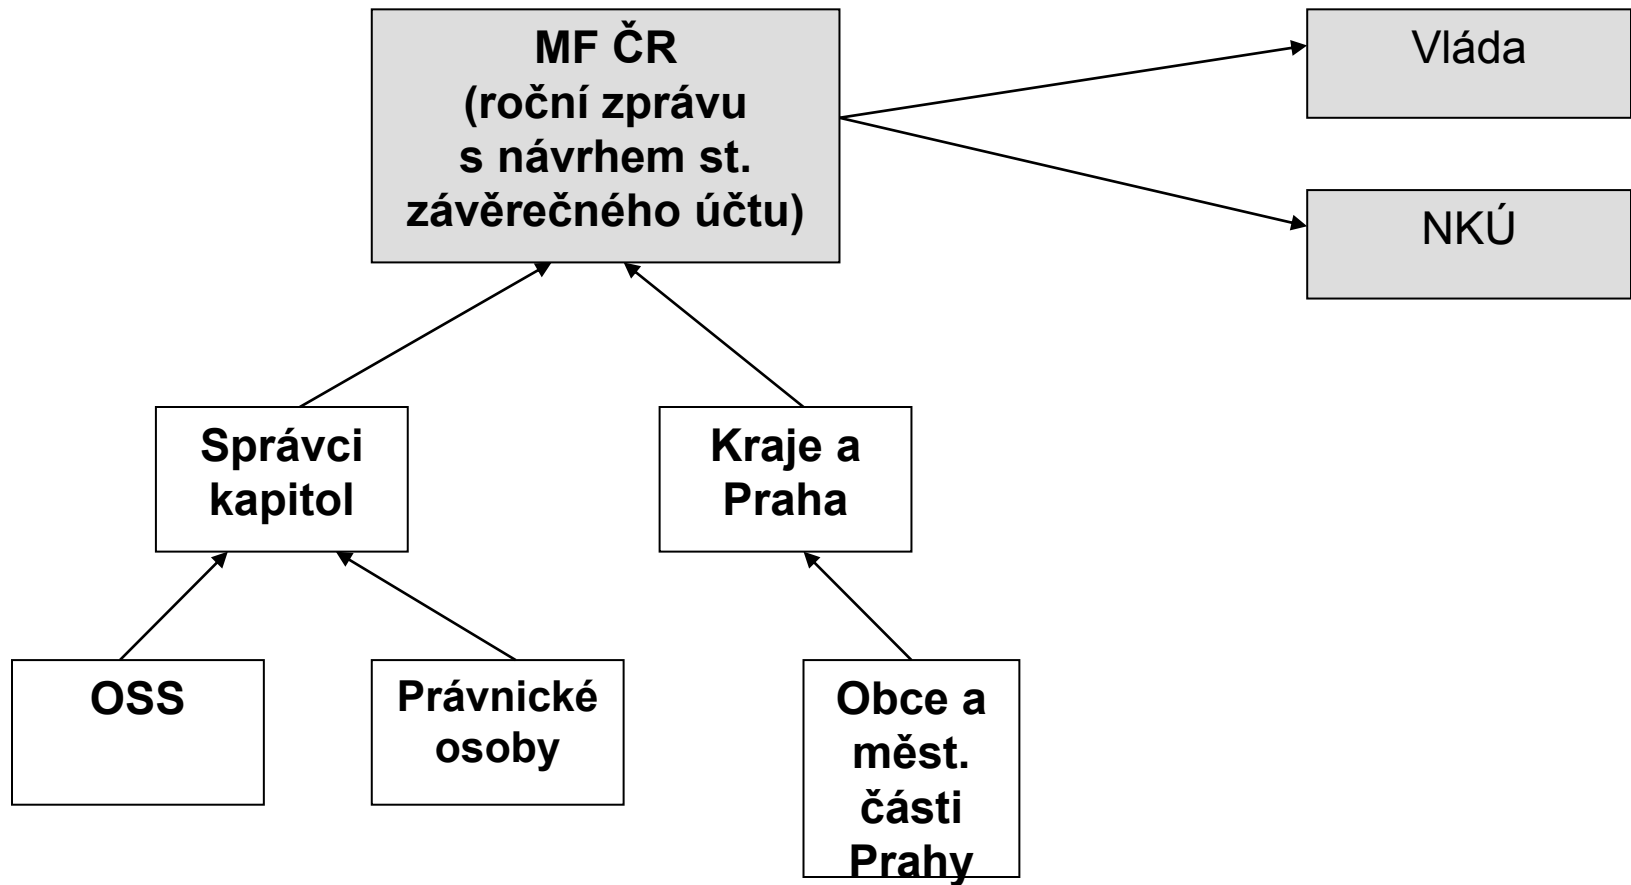 MF ČR
(roční zprávu
s návrhem st.
závěrečného účtu)
Vláda
NKÚ
Správci
kapitol
Kraje a
Praha
OSS
Právnické
osoby
Obce a
měst.
části
Prahy